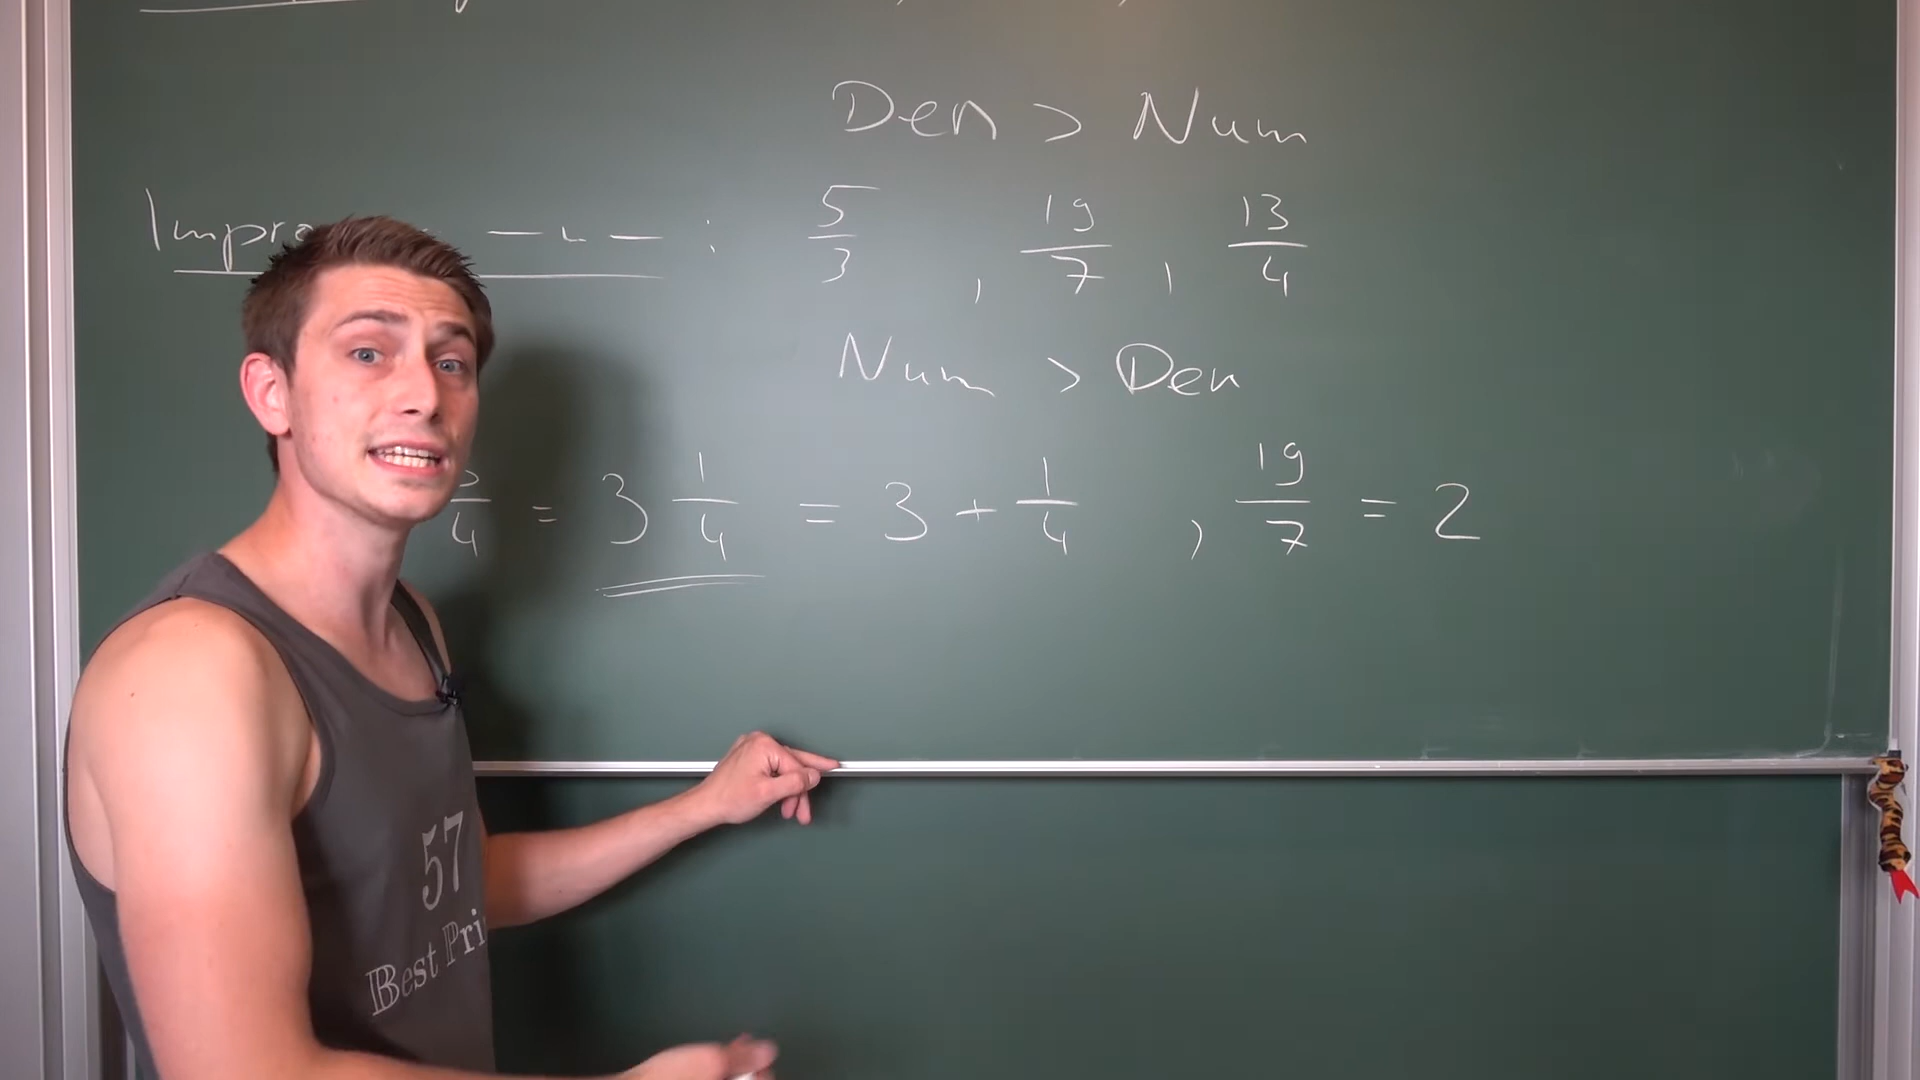 Den > Num
Impro — " — : 5/3 , 19/7 , 13/4
Num > Den
3/4 = 3 1/4 = 3 + 1/4 , 19/7 = 2
57
Best Pri